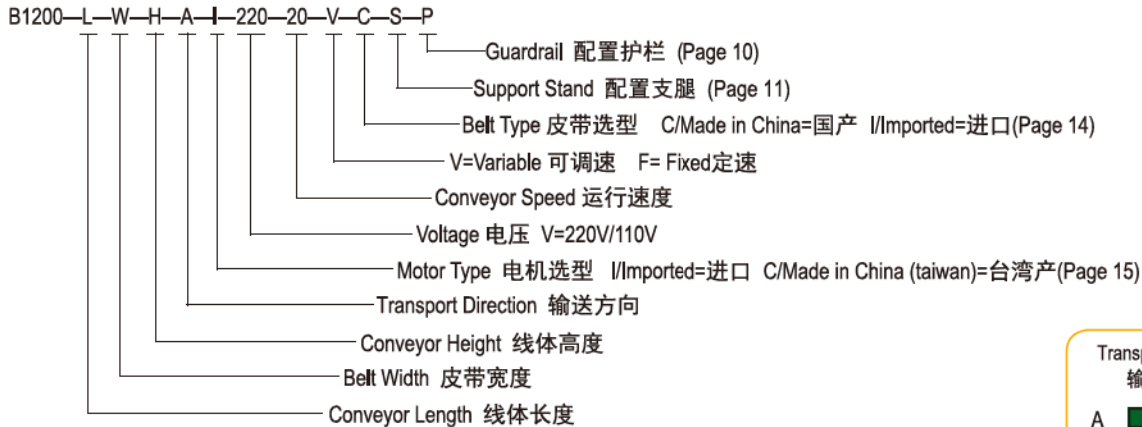 B1200—L—W—H—A—I—220—20—V—C—S—P
Guardrail 配置护栏 (Page 10)
Support Stand 配置支腿 (Page 11)
Belt Type 皮带选型 C/Made in China=国产 I/Imported=进口(Page 14)
V=Variable 可调速 F= Fixed定速
Conveyor Speed 运行速度
Voltage 电压 V=220V/110V
Motor Type 电机选型 I/Imported=进口 C/Made in China (taiwan)=台湾产(Page 15)
Transport Direction 输送方向
Conveyor Height 线体高度
Belt Width 皮带宽度
Conveyor Length 线体长度
Transp
输
A